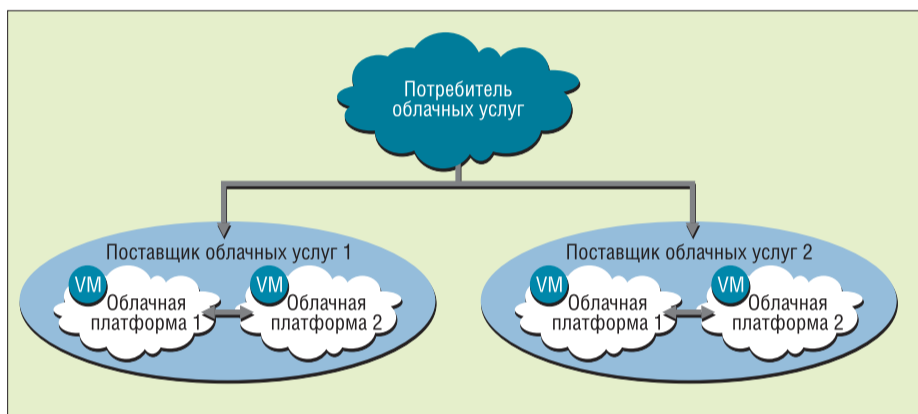 Потребитель
облачных услуг
Поставщик облачных услуг 1
VM
Облачная
платформа 1
VM
Облачная
платформа 2
Поставщик облачных услуг 2
VM
Облачная
платформа 1
VM
Облачная
платформа 2